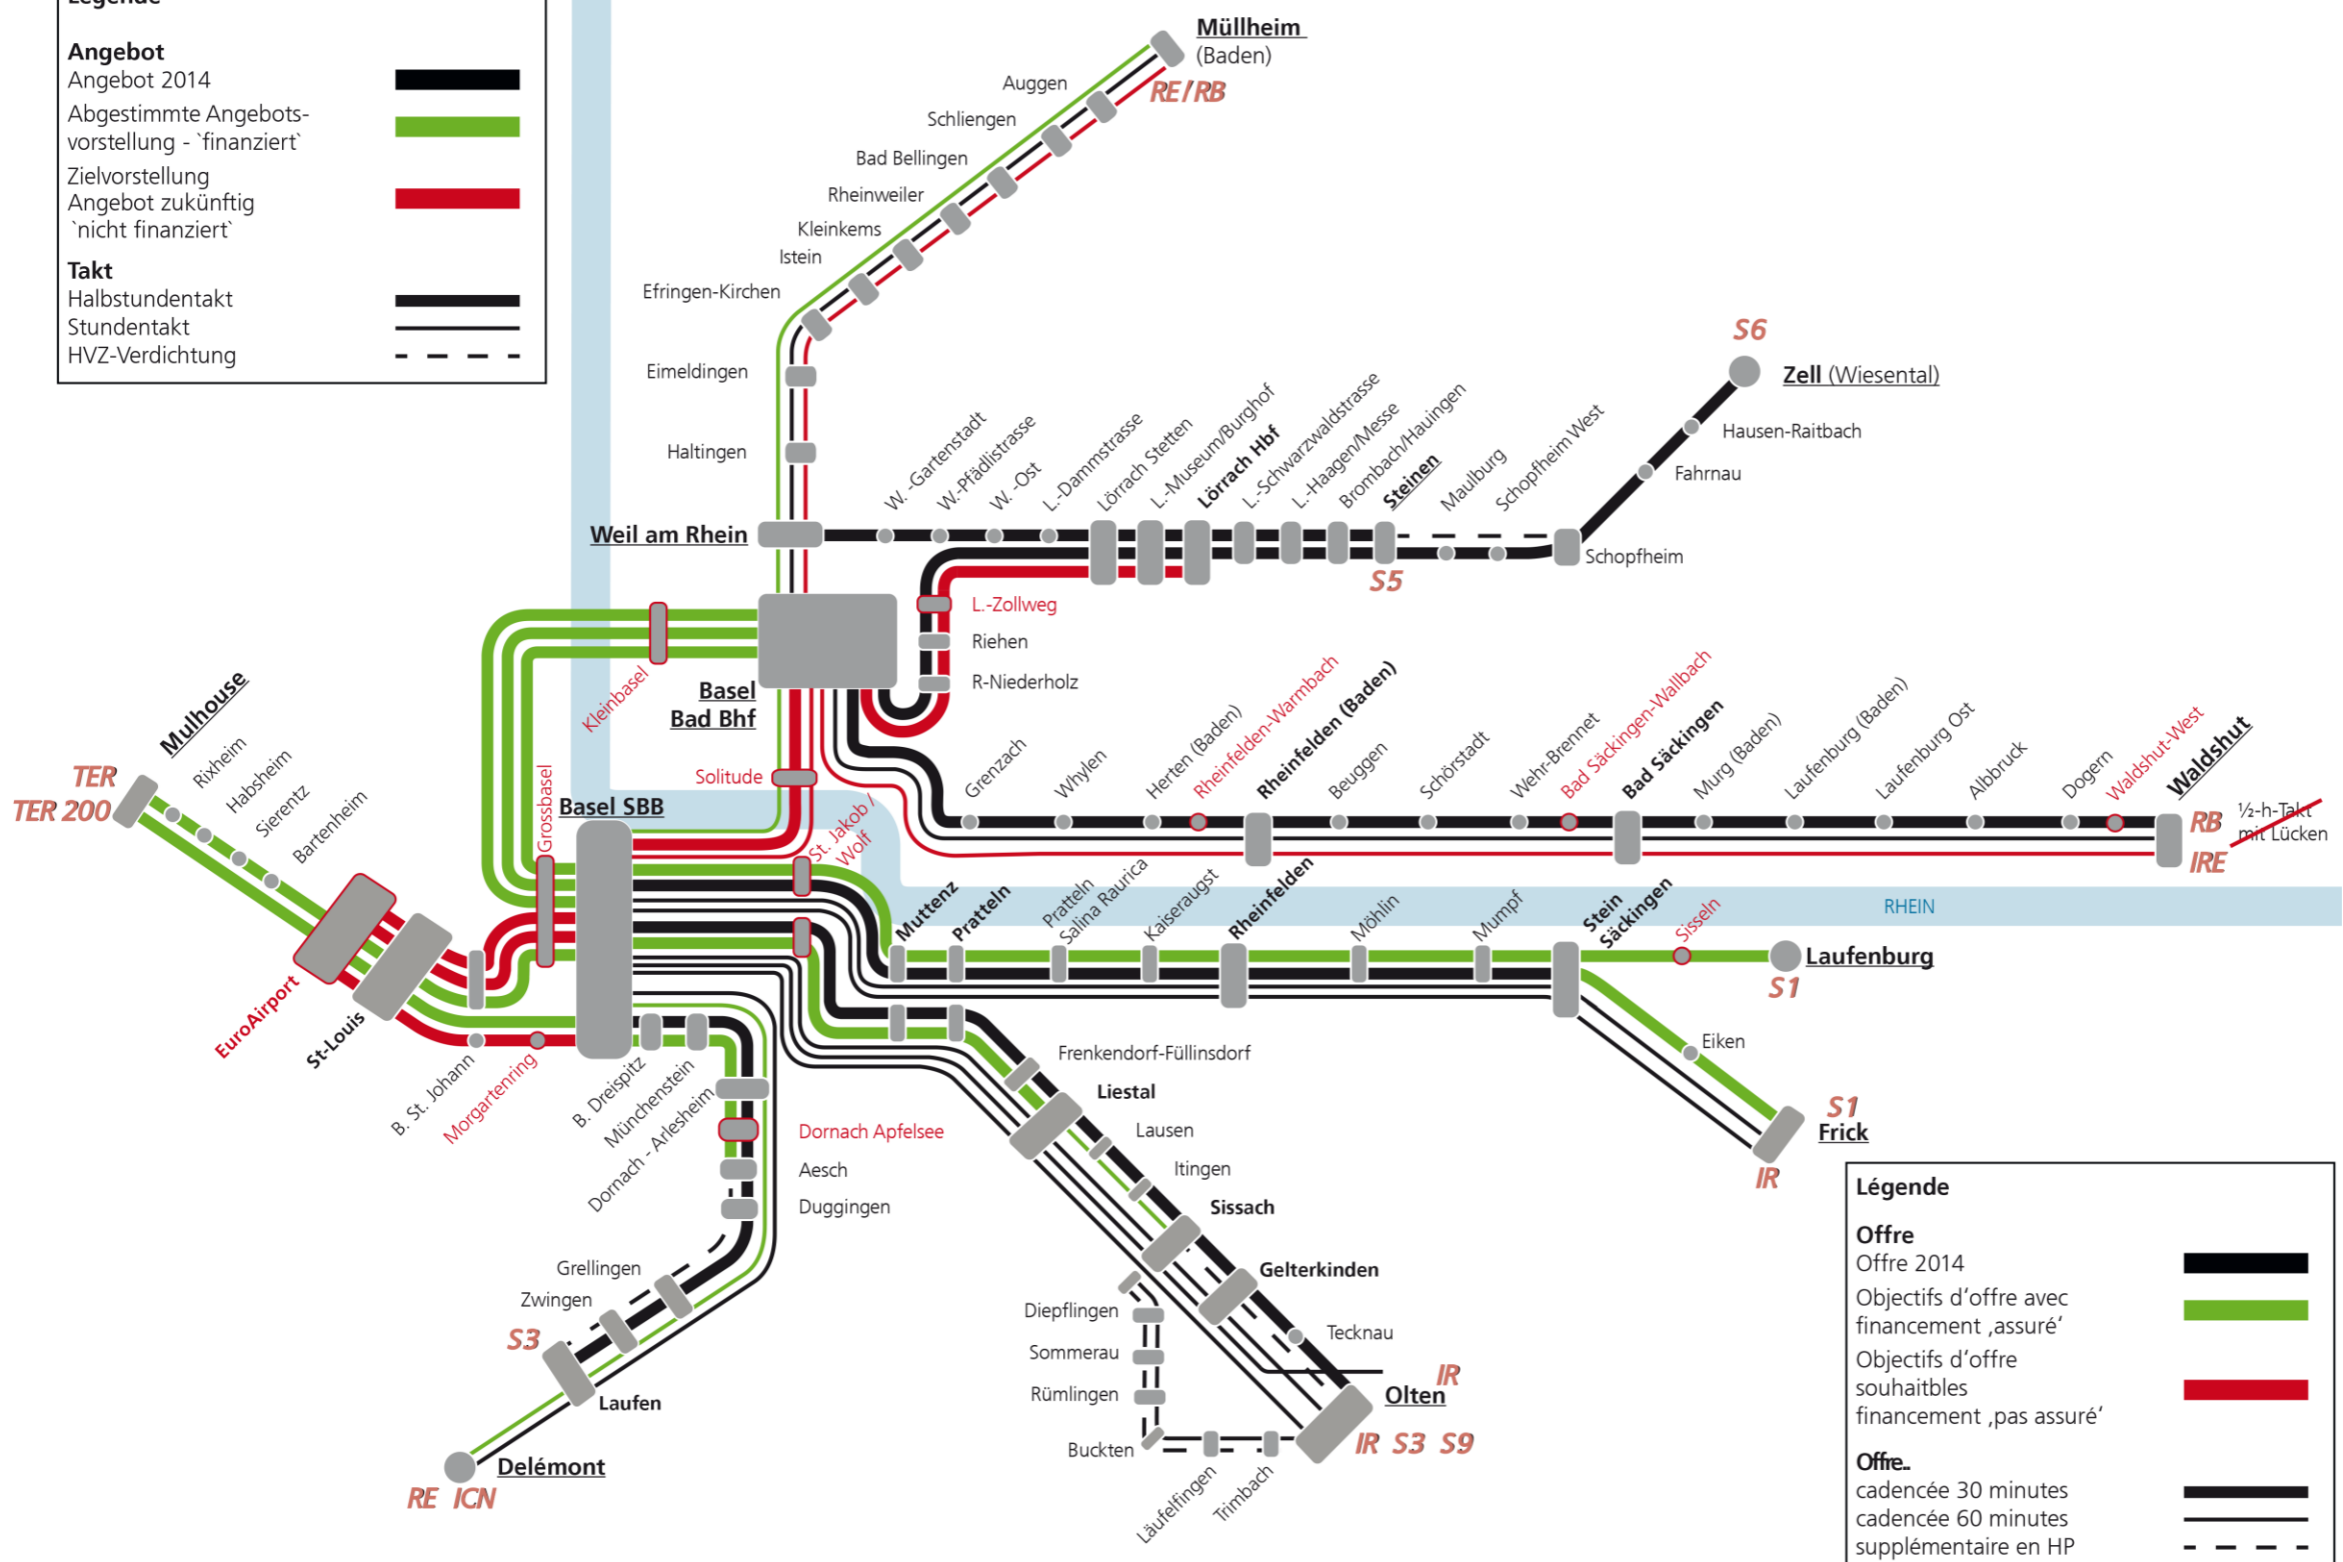 Legende
Angebot
Angebot 2014
Abgestimmte Angebots-
vorstellung - `finanziert`
Zielvorstellung
Angebot zukünftig
`nicht finanziert`
Takt
Halbstundentakt
Stundentakt
HVZ-Verdichtung
Müllheim
(Baden)
RE/RB
Auggen
Schliengen
Bad Bellingen
Rheinweiler
Kleinkems
Istein
Efringen-Kirchen
Eimeldingen
Haltingen
Weil am Rhein
W.-Gartenstadt
W.-Pfädlistrasse
W.-Ost
L.-Dammstrasse
Lörrach Stetten
L.-Museum/Burghof
Lörrach Hbf
L.-Schwarzwaldstrasse
L.-Haagen/Messe
Brombach/Hauingen
Steinen
Maulburg
Schopfheim West
S6
Zell (Wiesental)
Hausen-Raitbach
Fahrnau
Schopfheim
S5
L.-Zollweg
Riehen
R-Niederholz
Kleinbasel
Basel
Bad Bhf
Solitude
Grossbasel
Basel SBB
St. Jakob /
Wolf
Mulhouse
TER
TER 200
Rixheim
Habsheim
Sierentz
Bartenheim
EuroAirport
St-Louis
B. St. Johann
Morgartenring
Grenzach
Whylen
Herten (Baden)
Rheinfelden-Warmbach
Rheinfelden (Baden)
Beuggen
Schörstadt
Wehr-Brennet
Bad Säckingen-Wallbach
Bad Säckingen
Murg (Baden)
Laufenburg (Baden)
Laufenburg Ost
Albbruck
Dogern
Waldshut-West
Waldshut
RB
IRE
½-h-Takt
mit Lücken
RHEIN
Muttenz
Pratteln
Pratteln
Salina Raurica
Kaiseraugst
Rheinfelden
Möhlin
Mumpf
Stein
Säckingen
Sisseln
Laufenburg
S1
Eiken
S1
Frick
IR
B. Dreispitz
Münchenstein
Dornach - Arlesheim
Dornach Apfelsee
Aesch
Duggingen
Grellingen
Zwingen
S3
Laufen
Delémont
RE ICN
Frenkendorf-Füllinsdorf
Liestal
Lausen
Itingen
Sissach
Gelterkinden
Tecknau
Diepflingen
Sommerau
Rümlingen
Buckten
Läufelfingen
Trimbach
IR
Olten
IR S3 S9
Légende
Offre
Offre 2014
Objectifs d‘offre avec
financement ‚assuré‘
Objectifs d‘offre
souhaitbles
financement ‚pas assuré‘
Offre..
cadencée 30 minutes
cadencée 60 minutes
supplémentaire en HP